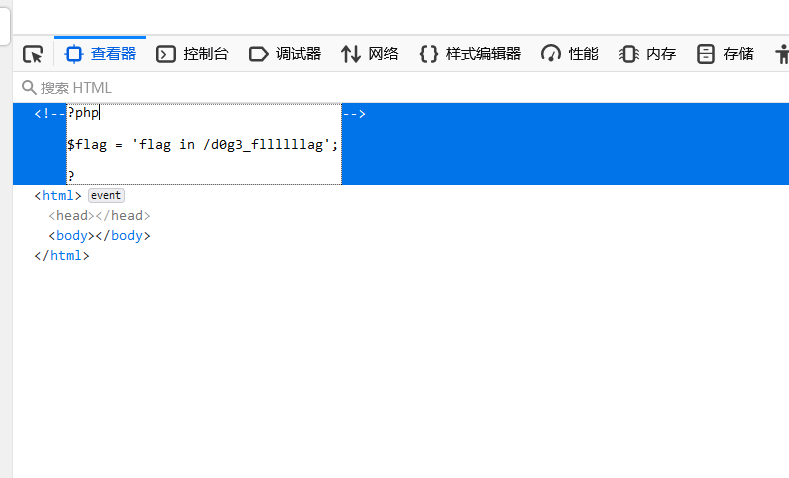 查看器 控制台 调试器 网络 样式编辑器 性能 内存 存储
搜索 HTML
<!--?php
$flag = 'flag in /d0g3_fllllllag';
?-->
<html> event
<head></head>
<body></body>
</html>